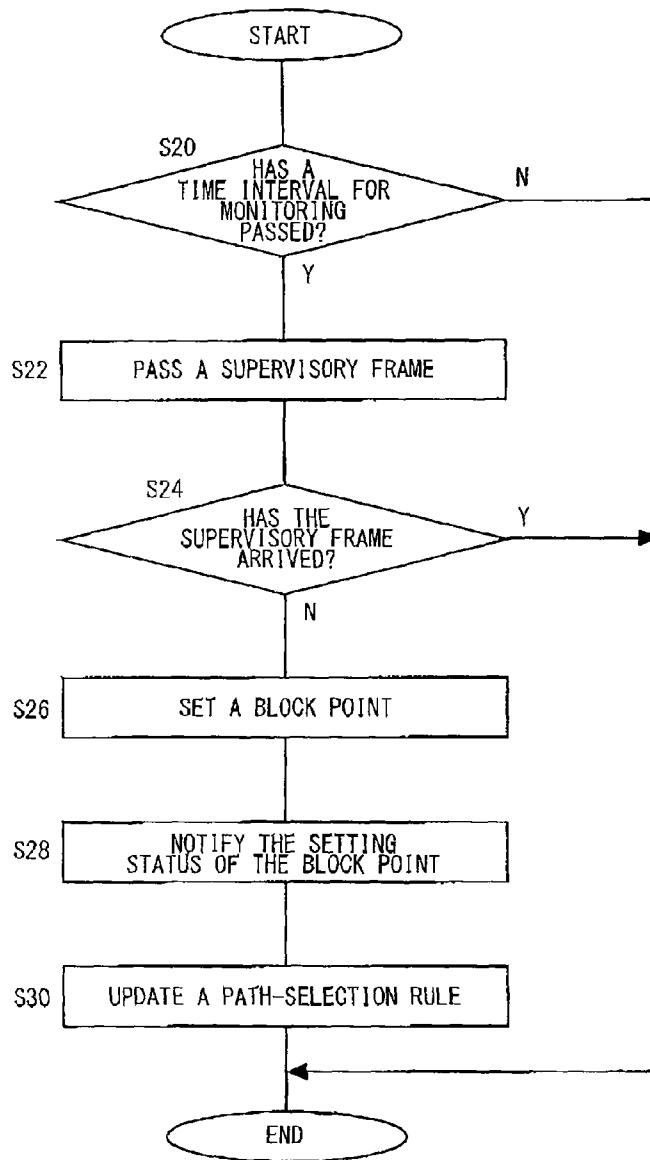 START
S20
HAS A
TIME INTERVAL FOR
MONITORING
PASSED?
N
Y
S22
PASS A SUPERVISORY FRAME
S24
HAS THE
SUPERVISORY FRAME
ARRIVED?
Y
N
S26
SET A BLOCK POINT
S28
NOTIFY THE SETTING
STATUS OF THE BLOCK POINT
S30
UPDATE A PATH-SELECTION RULE
END